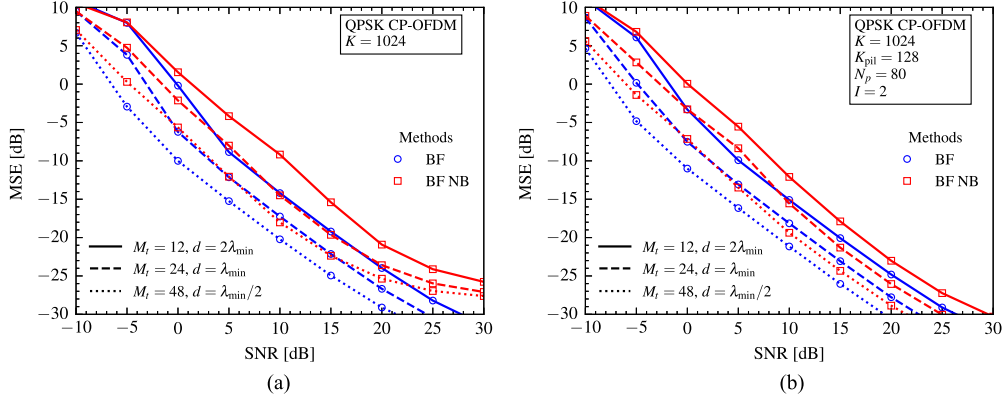 10
0
−10
−20
−30
MSE [dB]
QPSK CP-OFDM
K = 1024
Methods
BF
BF NB
M_t = 12, d = 2λ_min
M_t = 24, d = λ_min
M_t = 48, d = λ_min/2
−10 −5 0 5 10 15 20 25 30
SNR [dB]
(a)
10
5
0
−5
−10
−15
−20
−25
−30
MSE [dB]
QPSK CP-OFDM
K = 1024
K_pil = 128
N_p = 80
I = 2
Methods
BF
BF NB
M_t = 12, d = 2λ_min
M_t = 24, d = λ_min
M_t = 48, d = λ_min/2
−10 −5 0 5 10 15 20 25 30
SNR [dB]
(b)